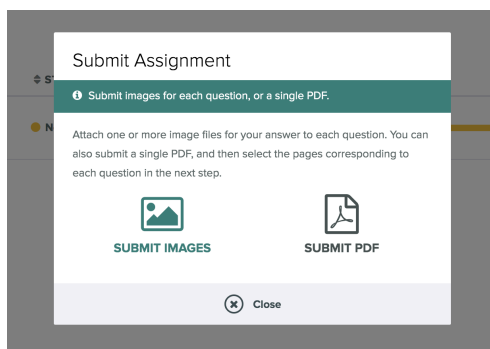 Submit Assignment
Submit images for each question, or a single PDF.
Attach one or more image files for your answer to each question. You can
also submit a single PDF, and then select the pages corresponding to
each question in the next step.
SUBMIT IMAGES
SUBMIT PDF
Close